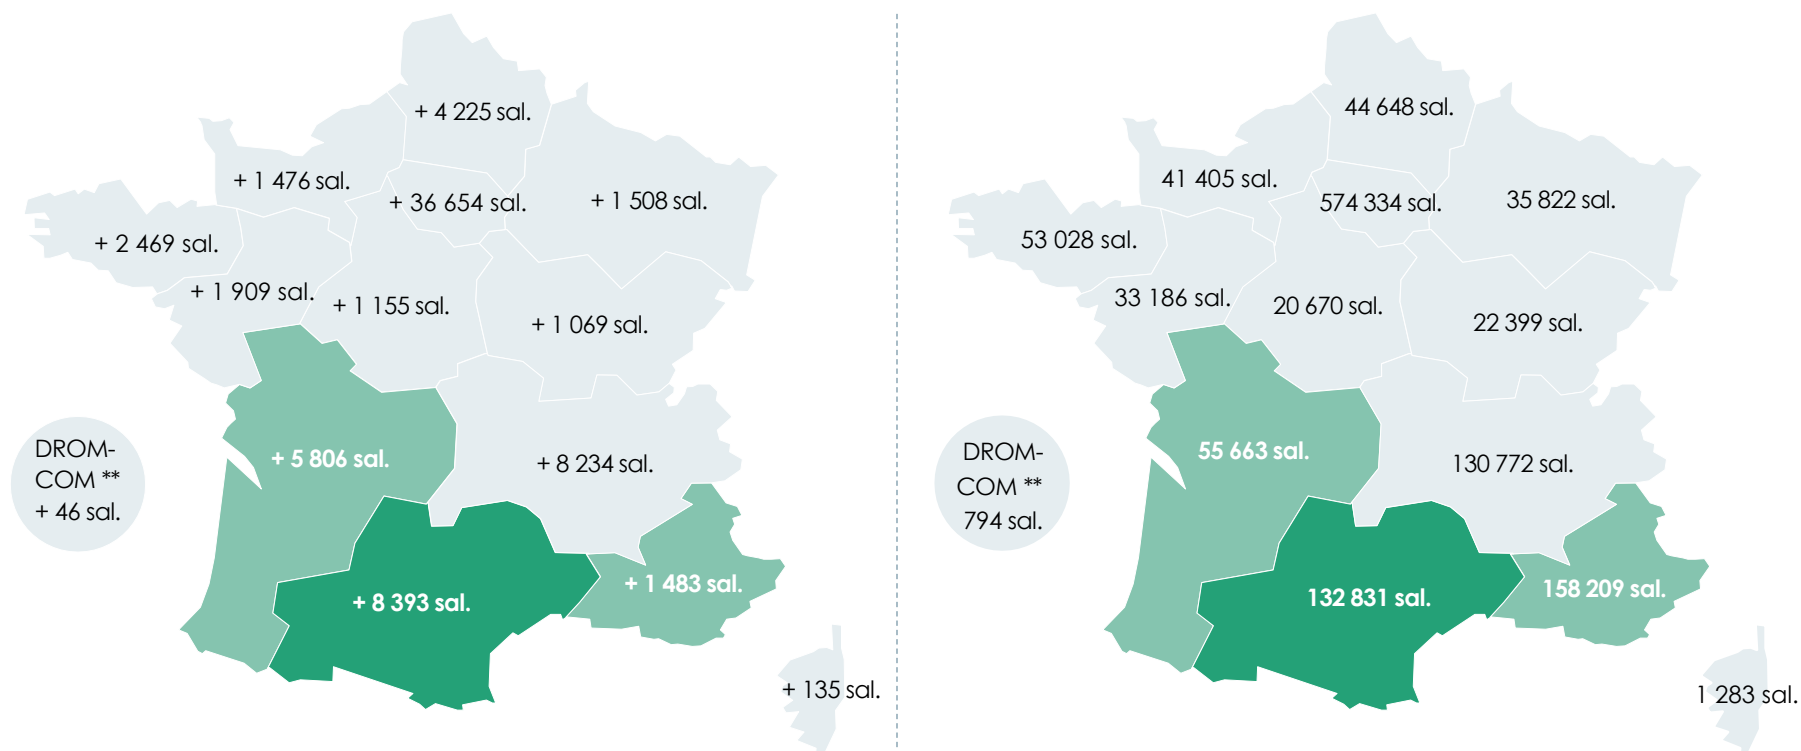 + 4 225 sal.
+ 1 476 sal.
+ 36 654 sal.
+ 1 508 sal.
+ 2 469 sal.
+ 1 909 sal.
+ 1 155 sal.
+ 1 069 sal.
DROM-
COM **
+ 46 sal.
+ 5 806 sal.
+ 8 234 sal.
+ 8 393 sal.
+ 1 483 sal.
+ 135 sal.
44 648 sal.
41 405 sal.
574 334 sal.
35 822 sal.
53 028 sal.
33 186 sal.
20 670 sal.
22 399 sal.
DROM-
COM **
794 sal.
55 663 sal.
130 772 sal.
132 831 sal.
158 209 sal.
1 283 sal.